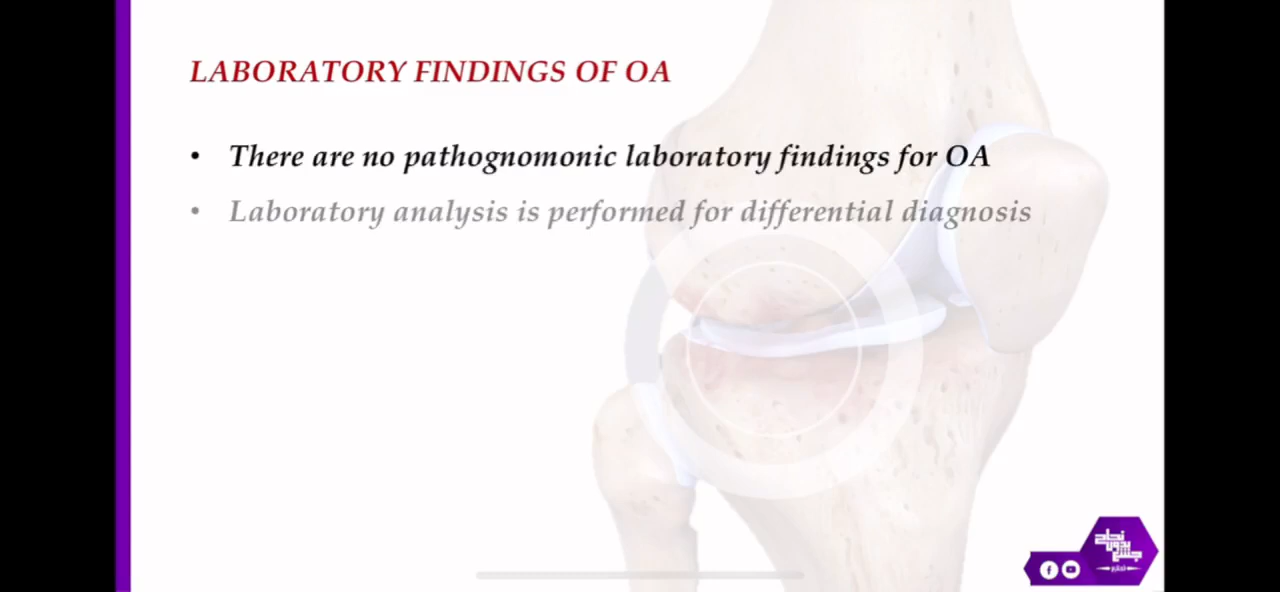 LABORATORY FINDINGS OF OA
• There are no pathognomonic laboratory findings for OA
• Laboratory analysis is performed for differential diagnosis